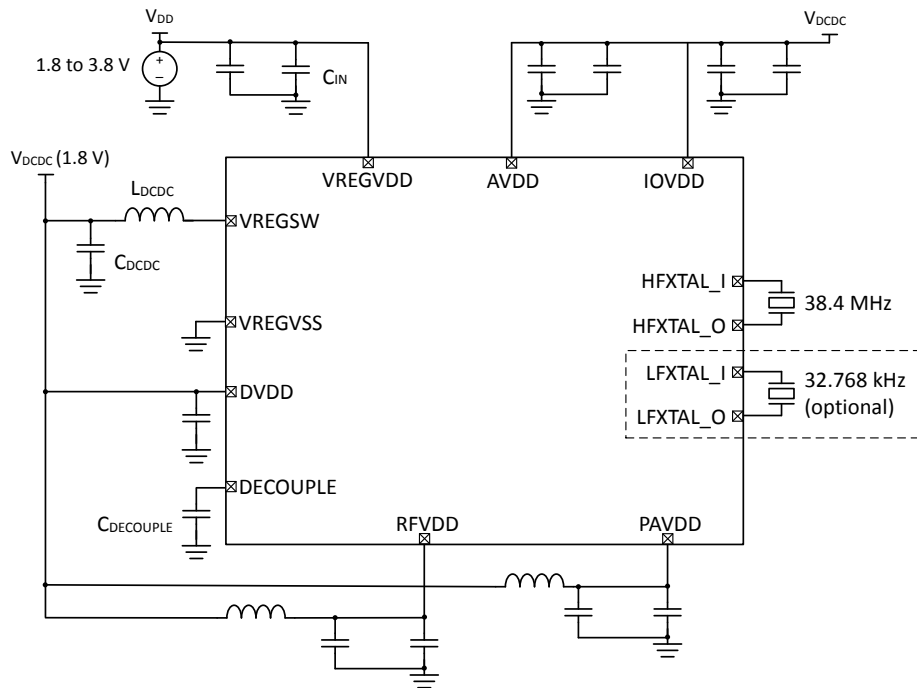 VDD
VDCDC
1.8 to 3.8 V
+
–
CIN
VDCDC (1.8 V)
VREGVDD
AVDD
IOVDD
LDCDC
VREGSW
CDCDC
HFXTAL_I
38.4 MHz
HFXTAL_O
VREGVSS
LFXTAL_I
32.768 kHz
(optional)
DVDD
LFXTAL_O
DECOUPLE
CDECOUPLE
RFVDD
PAVDD